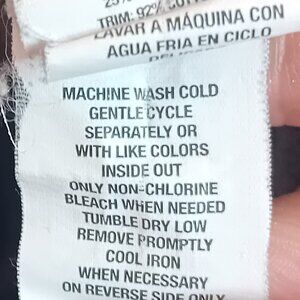 TRIM: 92%
LAVAR A MÁQUINA CON
AGUA FRIA EN CICLO
MACHINE WASH COLD
GENTLE CYCLE
SEPARATELY OR
WITH LIKE COLORS
INSIDE OUT
ONLY NON-CHLORINE
BLEACH WHEN NEEDED
TUMBLE DRY LOW
REMOVE PROMPTLY
COOL IRON
WHEN NECESSARY
ON REVERSE SIDE ONLY